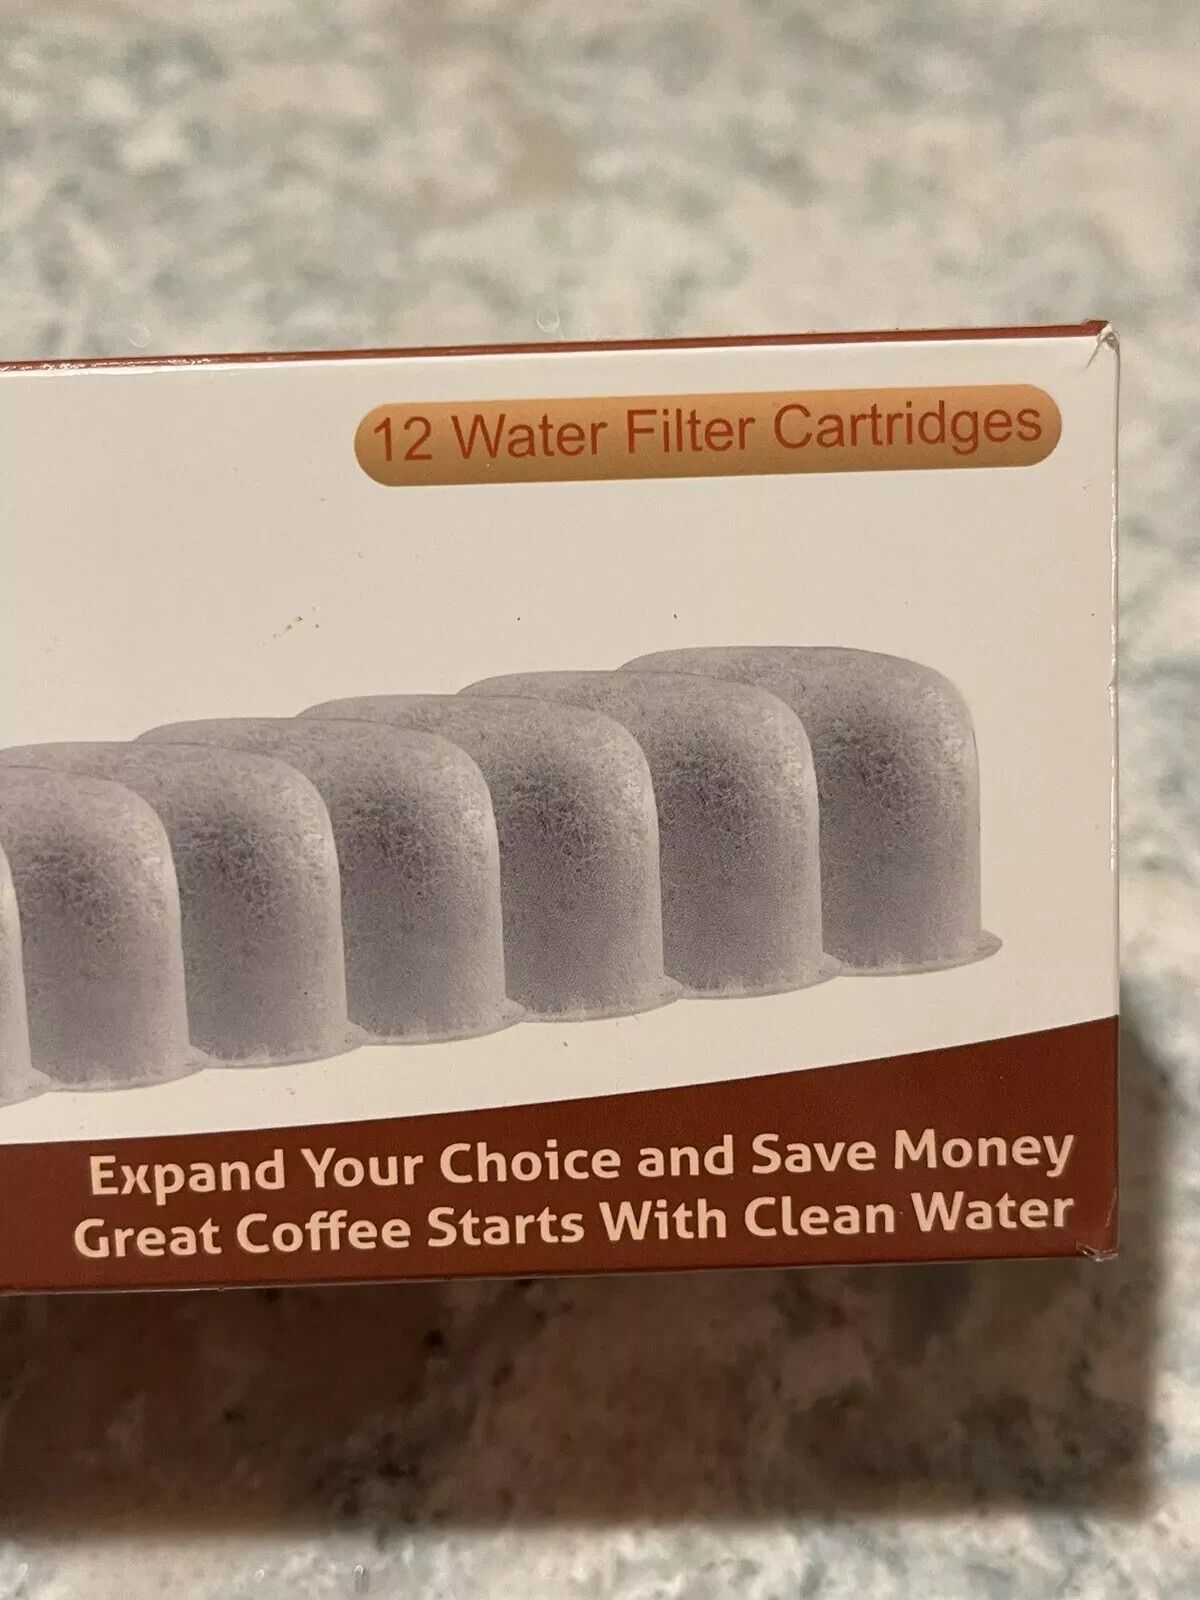 12 Water Filter Cartridges
Expand Your Choice and Save Money
Great Coffee Starts With Clean Water